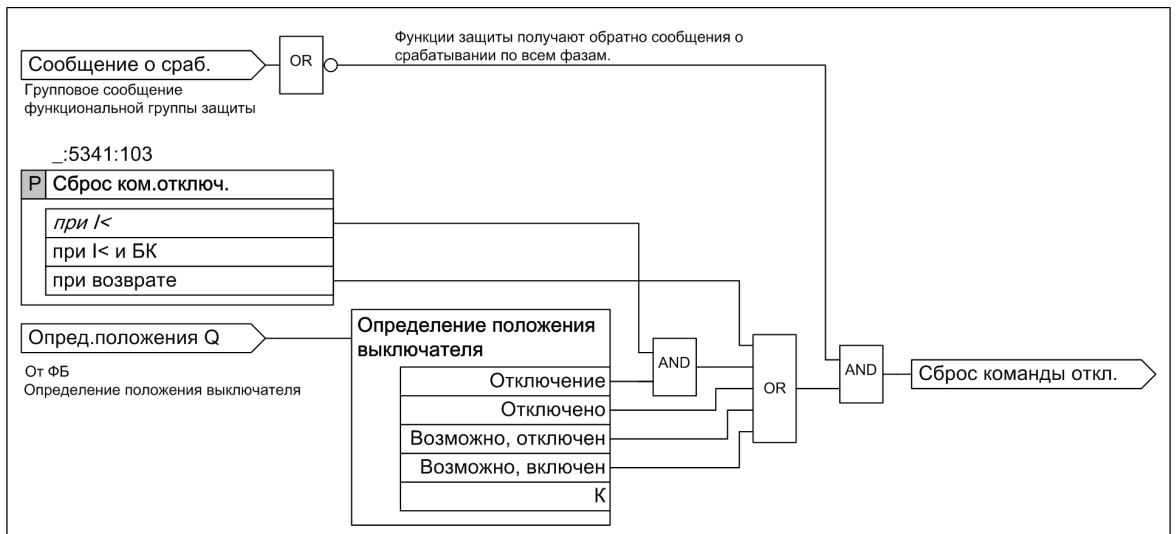 Функции защиты получают обратно сообщения о
срабатывании по всем фазам.
Сообщение о сраб.
OR
Групповое сообщение
функциональной группы защиты
_:5341:103
P Сброс ком.отключ.
при I<
при I< и БК
при возврате
Опред.положения Q
От ФБ
Определение положения выключателя
Определение положения
выключателя
Отключение
Отключено
Возможно, отключен
Возможно, включен
К
AND
OR
AND
Сброс команды откл.